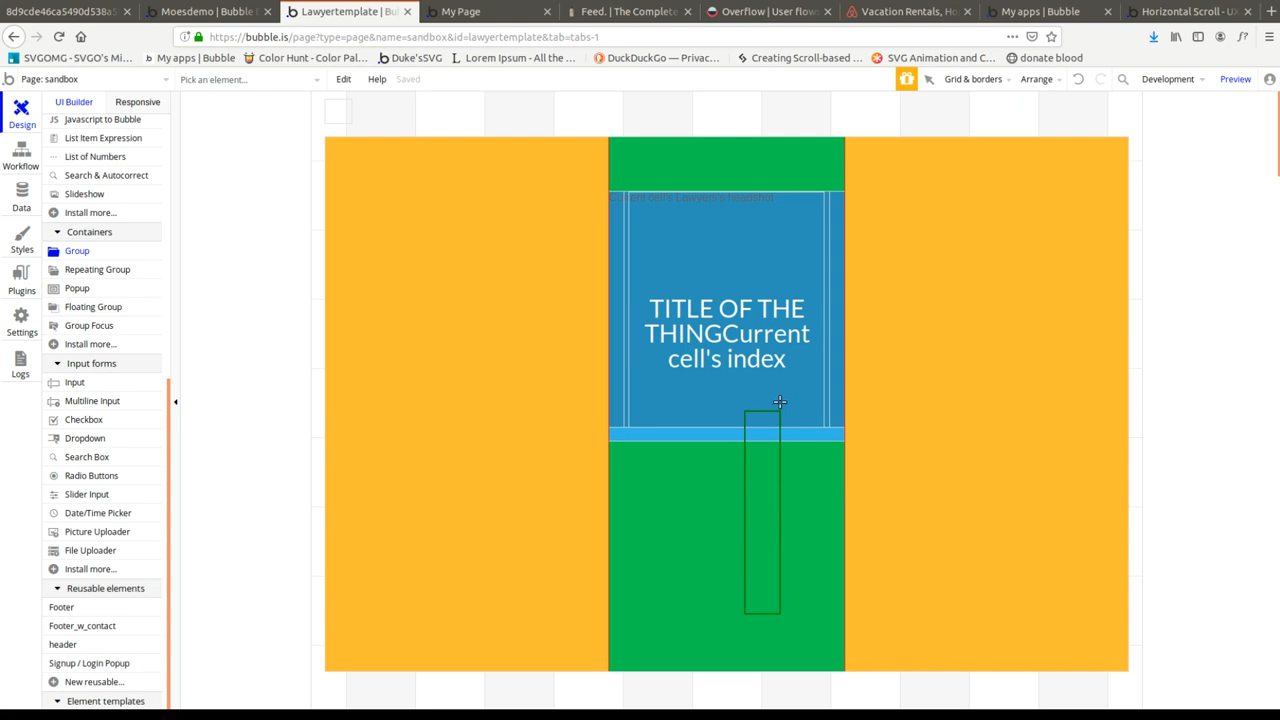 8d9cde46ca5490d538a5
Moesdemo | Bubble
Lawyertemplate | Bu
My Page
Feed. | The Complete
Overflow | User flows
Vacation Rentals, Ho
My apps | Bubble
Horizontal Scroll - UX
https://bubble.is/page?type=page&name=sandbox&id=lawyertemplate&tab=tabs-1
SVGOMG - SVGO's Mi...
My apps | Bubble
Color Hunt - Color Pal...
Duke'sSVG
Lorem Ipsum - All the ...
DuckDuckGo — Privac...
Creating Scroll-based ...
SVG Animation and C...
donate blood
Page: sandbox
Pick an element...
Edit
Help
Saved
Grid & borders
Arrange
Development
Preview
UI Builder
Responsive
Design
Workflow
Data
Styles
Plugins
Settings
Logs
JS Javascript to Bubble
List Item Expression
List of Numbers
Search & Autocorrect
Slideshow
Install more...
Containers
Group
Repeating Group
Popup
Floating Group
Group Focus
Install more...
Input forms
Input
Multiline Input
Checkbox
Dropdown
Search Box
Radio Buttons
Slider Input
Date/Time Picker
Picture Uploader
File Uploader
Install more...
Reusable elements
Footer
Footer_w_contact
header
Signup / Login Popup
New reusable...
Element templates
Current cell's Lawyers's headshot
TITLE OF THE
THINGCurrent
cell's index